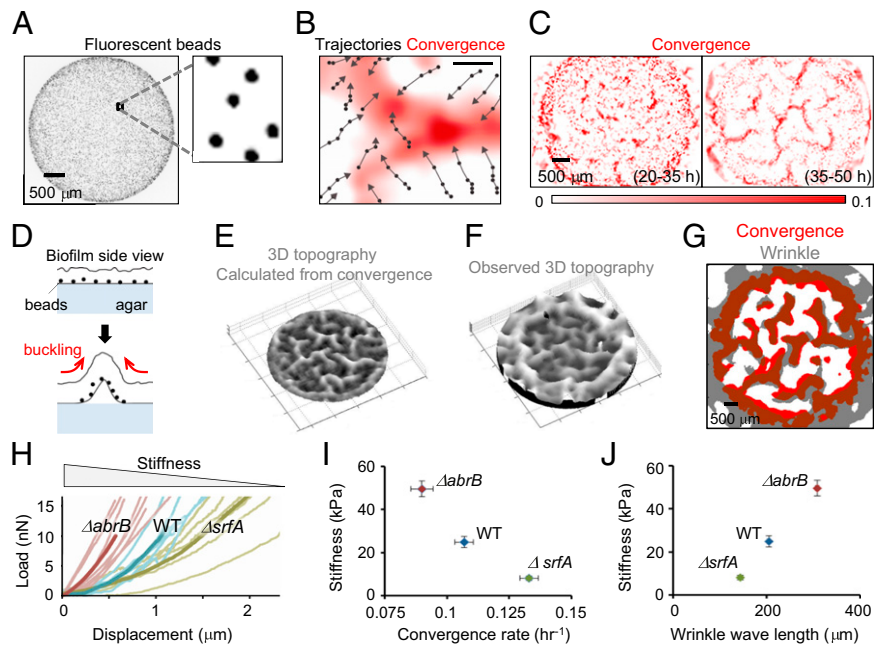 A
Fluorescent beads
500 μm
B
Trajectories Convergence
C
Convergence
500 μm
(20-35 h)
(35-50 h)
0
0.1
D
Biofilm side view
beads
agar
buckling
E
3D topography
Calculated from convergence
F
Observed 3D topography
G
Convergence
Wrinkle
500 μm
H
Stiffness
15
10
5
0
0
1
2
Load (nN)
ΔabrB
WT
ΔsrfA
Displacement (μm)
I
60
40
20
0
0.075
0.1
0.125
0.15
Stiffness (kPa)
ΔabrB
WT
Δ srfA
Convergence rate (hr⁻¹)
J
60
40
20
0
0
200
400
Stiffness (kPa)
ΔabrB
WT
ΔsrfA
Wrinkle wave length (μm)